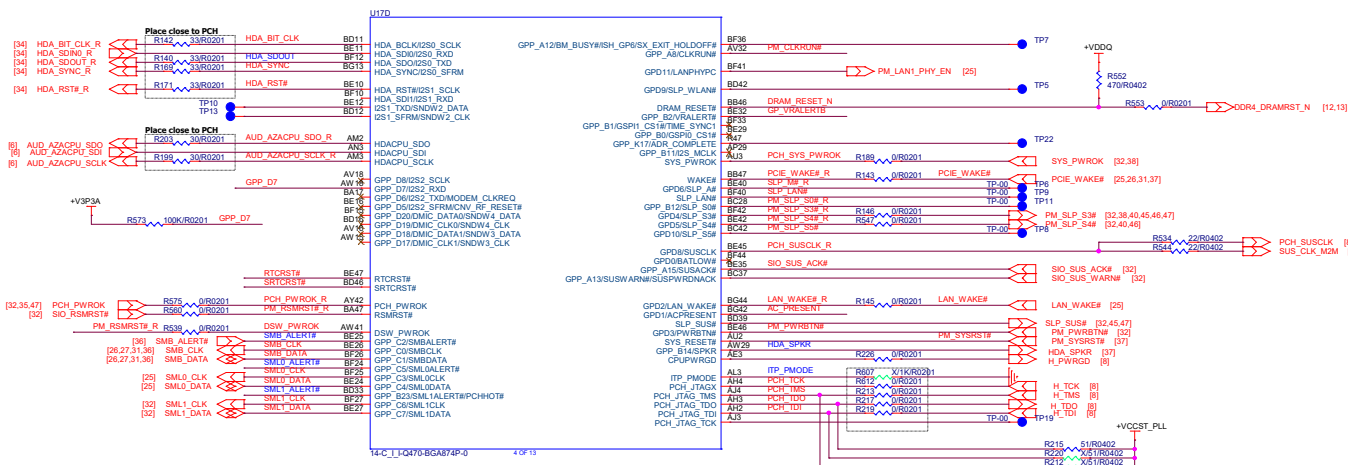 U17D
Place close to PCH
[34] HDA_BIT_CLK_R R142 33/R0201 HDA_BIT_CLK BD11 HDA_BCLK/I2S0_SCLK
[34] HDA_SDIN0_R BE11 HDA_SDI0/I2S0_RXD
[34] HDA_SDOUT_R R140 33/R0201 HDA_SDOUT BF12 HDA_SDO/I2S0_TXD
[34] HDA_SYNC_R R169 33/R0201 HDA_SYNC BG13 HDA_SYNC/I2S0_SFRM
[34] HDA_RST#_R R171 33/R0201 HDA_RST# BE10 HDA_RST#/I2S1_SCLK
BF10 HDA_SDI1/I2S1_RXD
TP10 BE12 I2S1_TXD/SNDW2_DATA
TP13 BD12 I2S1_SFRM/SNDW2_CLK
Place close to PCH
[6] AUD_AZACPU_SDO R203 30/R0201 AUD_AZACPU_SDO_R AM2 HDACPU_SDO
[6] AUD_AZACPU_SDI AN3 HDACPU_SDI
[6] AUD_AZACPU_SCLK R199 30/R0201 AUD_AZACPU_SCLK_R AM3 HDACPU_SCLK
AV18 GPP_D8/I2S2_SCLK
GPP_D7 GPP_D7/I2S2_RXD
BA17 GPP_D6/I2S2_TXD/MODEM_CLKREQ
BE16 GPP_D5/I2S2_SFRM/CNV_RF_RESET#
GPP_D20/DMIC_DATA0/SNDW4_DATA
GPP_D19/DMIC_CLK0/SNDW4_CLK
GPP_D18/DMIC_DATA1/SNDW3_DATA
GPP_D17/DMIC_CLK1/SNDW3_CLK
+V3P3A
R573 100K/R0201 GPP_D7
RTCRST# BE47 RTCRST#
SRTCRST# BD46 SRTCRST#
[32,35,47] PCH_PWROK R575 0/R0201 PCH_PWROK_R AY42 PCH_PWROK
[32] SIO_RSMRST# R560 0/R0201 PM_RSMRST#_R BA47 RSMRST#
PM_RSMRST#_R R539 0/R0201 DSW_PWROK AW41 DSW_PWROK
[36] SMB_ALERT# SMB_ALERT# BE25 GPP_C2/SMBALERT#
[26,27,31,36] SMB_CLK SMB_CLK BE26 GPP_C0/SMBCLK
[26,27,31,36] SMB_DATA SMB_DATA BF26 GPP_C1/SMBDATA
SML0_ALERT# BF24 GPP_C5/SML0ALERT#
[25] SML0_CLK SML0_CLK BF25 GPP_C3/SML0CLK
[25] SML0_DATA SML0_DATA BE24 GPP_C4/SML0DATA
SML1_ALERT# BD33 GPP_B23/SML1ALERT#/PCHHOT#
[32] SML1_CLK SML1_CLK BF27 GPP_C6/SML1CLK
[32] SML1_DATA SML1_DATA BE27 GPP_C7/SML1DATA
14-C_I_I-Q470-BGA874P-0 4 OF 13
GPP_A12/BM_BUSY#/ISH_GP6/SX_EXIT_HOLDOFF# BF36 TP7
GPP_A8/CLKRUN# AV32 PM_CLKRUN#
GPD11/LANPHYPC BF41 PM_LAN1_PHY_EN [25]
GPD9/SLP_WLAN# BD42 TP5
+VDDQ
R552
470/R0402
DRAM_RESET# BB46 DRAM_RESET_N R553 0/R0201 DDR4_DRAMRST_N [12,13]
GPP_B2/VRALERT# BE32 GP_VRALERTB
GPP_B1/GSPI1_CS1#/TIME_SYNC1 BF33
GPP_B0/GSPI0_CS1# BE29
GPP_K17/ADR_COMPLETE TP22
GPP_B11/I2S_MCLK AP29
SYS_PWROK AU3 PCH_SYS_PWROK R189 0/R0201 SYS_PWROK [32,38]
WAKE# BB47 PCIE_WAKE#_R R143 0/R0201 PCIE_WAKE# PCIE_WAKE# [25,26,31,37]
GPD6/SLP_A# BE40 SLP_M#_R TP-00 TP6
SLP_LAN# BF40 SLP_LAN# TP-00 TP9
GPP_B12/SLP_S0# BC28 PM_SLP_S0#_R TP-00 TP11
GPD4/SLP_S3# BF42 PM_SLP_S3#_R R146 0/R0201 PM_SLP_S3# [32,38,40,45,46,47]
GPD5/SLP_S4# BE42 PM_SLP_S4#_R R547 0/R0201 PM_SLP_S4# [32,40,46]
GPD10/SLP_S5# BC42 PM_SLP_S5# TP-00 TP8
GPD8/SUSCLK BE45 PCH_SUSCLK_R R534 22/R0402 PCH_SUSCLK
R544 22/R0402 SUS_CLK_M2M
GPD0/BATLOW# BF44
GPP_A15/SUSACK# BE35 SIO_SUS_ACK# SIO_SUS_ACK# [32]
GPP_A13/SUSWARN#/SUSPWRDNACK BC37 SIO_SUS_WARN# [32]
GPD2/LAN_WAKE# BG44 LAN_WAKE#_R R145 0/R0201 LAN_WAKE# LAN_WAKE# [25]
GPD1/ACPRESENT BG42 AC_PRESENT
SLP_SUS# BD39 SLP_SUS# [32,45,47]
GPD3/PWRBTN# BE46 PM_PWRBTN# PM_PWRBTN# [32]
SYS_RESET# AU2 PM_SYSRST# PM_SYSRST# [37]
GPP_B14/SPKR AW29 HDA_SPKR HDA_SPKR [37]
CPUPWRGD AE3 R226 0/R0201 H_PWRGD [8]
ITP_PMODE AL3 ITP_PMODE R607 X/1K/R0201
PCH_JTAGX AH4 PCH_TCK R612 0/R0201 H_TCK [8]
PCH_JTAG_TMS AJ4 PCH_TMS R213 0/R0201 H_TMS [8]
PCH_JTAG_TDO AH3 PCH_TDO R217 0/R0201 H_TDO [8]
PCH_JTAG_TDI AH2 PCH_TDI R219 0/R0201 H_TDI [8]
PCH_JTAG_TCK AJ3 TP-00 TP19
+VCCST_PLL
R215 51/R0402
R220 X/51/R0402
R212 X/51/R0402